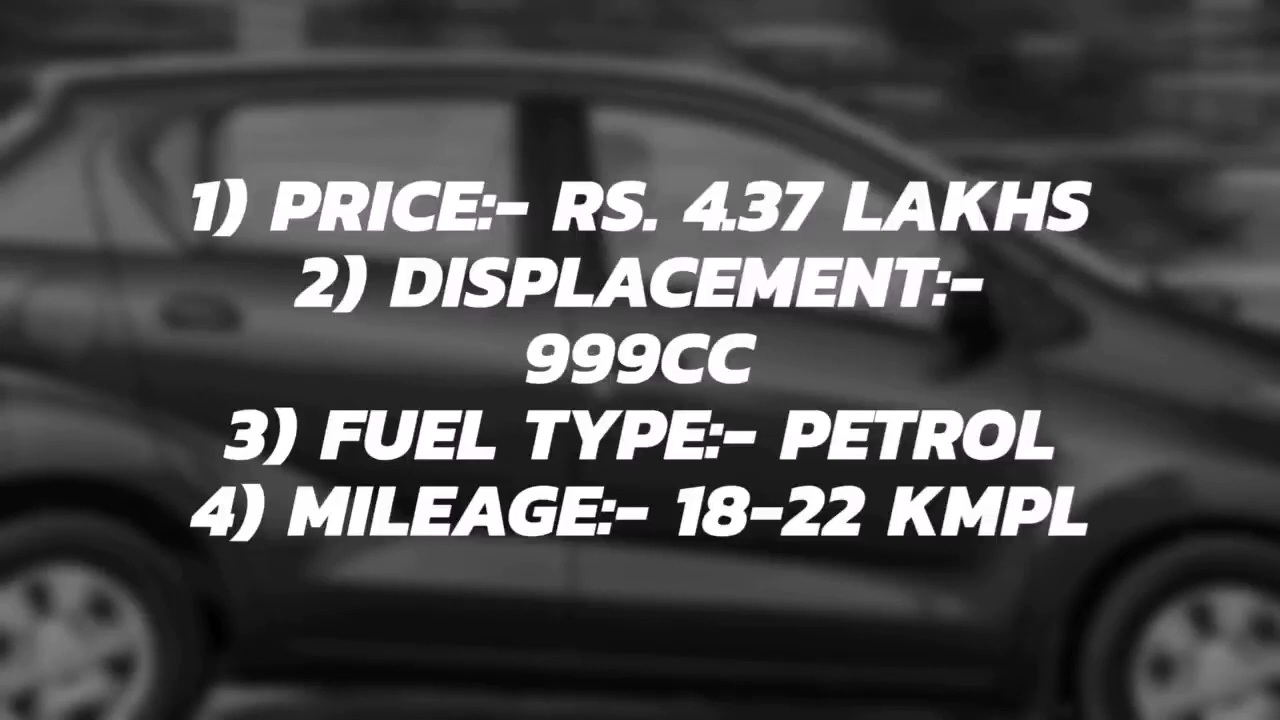 1) PRICE:- RS. 4.37 LAKHS
2) DISPLACEMENT:-
999CC
3) FUEL TYPE:- PETROL
4) MILEAGE:- 18-22 KMPL